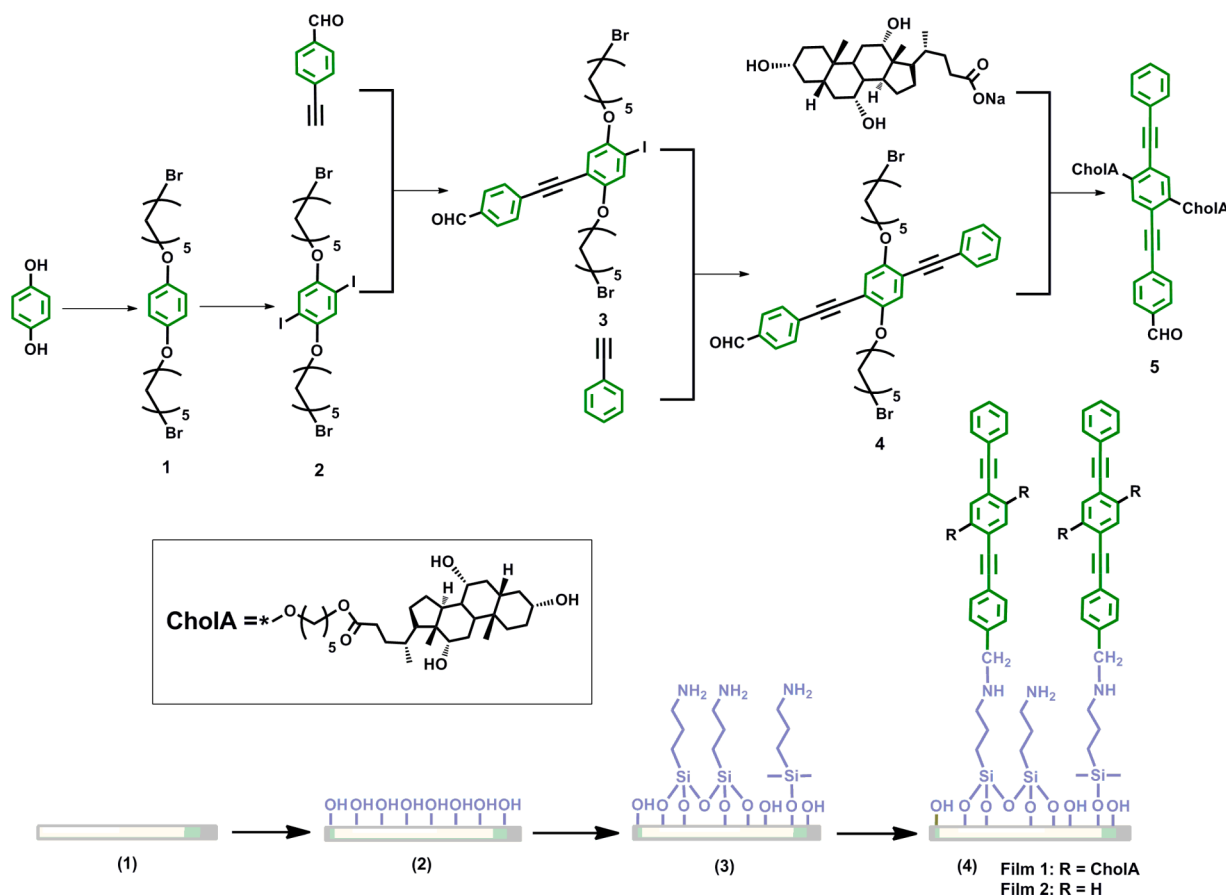 CHO
Br
5
O
I
OHC
O
5
Br
3
OH
OH
Br
5
O
O
5
Br
1
Br
5
O
I
I
O
5
Br
2
HO
OH
H
H
OH
O
ONa
Br
5
O
OHC
O
5
Br
4
CholA
CholA
CHO
5
CholA =*
O
5
O
O
HO
H
H
OH
OH
R
R
CH2
NH
Si
R
R
CH2
NH
Si
NH2
Si
NH2
NH2
NH2
Si
Si
Si
OH OH OH OH OH OH OH OH
OH O O O O OH O OH
OH O O O O OH O OH
(1)
(2)
(3)
(4)
Film 1: R = CholA
Film 2: R = H